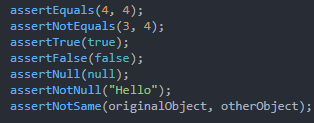 assertEquals(4, 4);
assertNotEquals(3, 4);
assertTrue(true);
assertFalse(false);
assertNull(null);
assertNotNull("Hello");
assertNotSame(originalObject, otherObject);